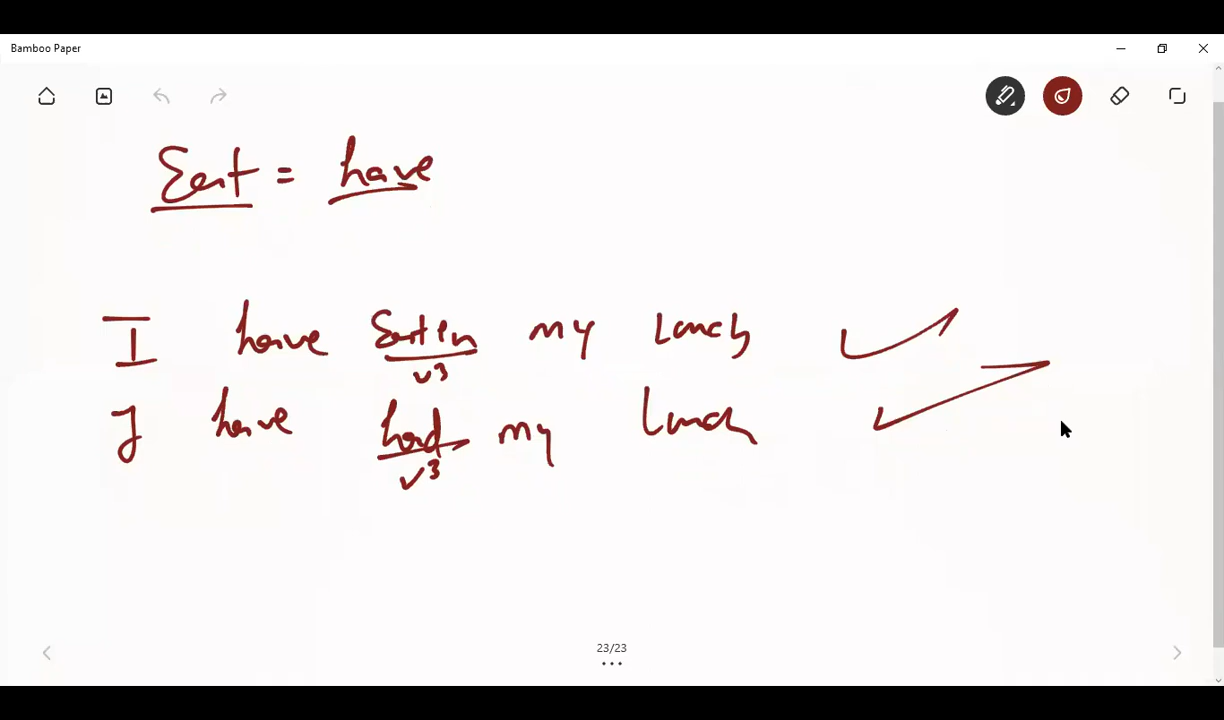 Bamboo Paper
Eat = have
I have Eaten my Lunch
v3
I have had my Lunch
v3
23/23